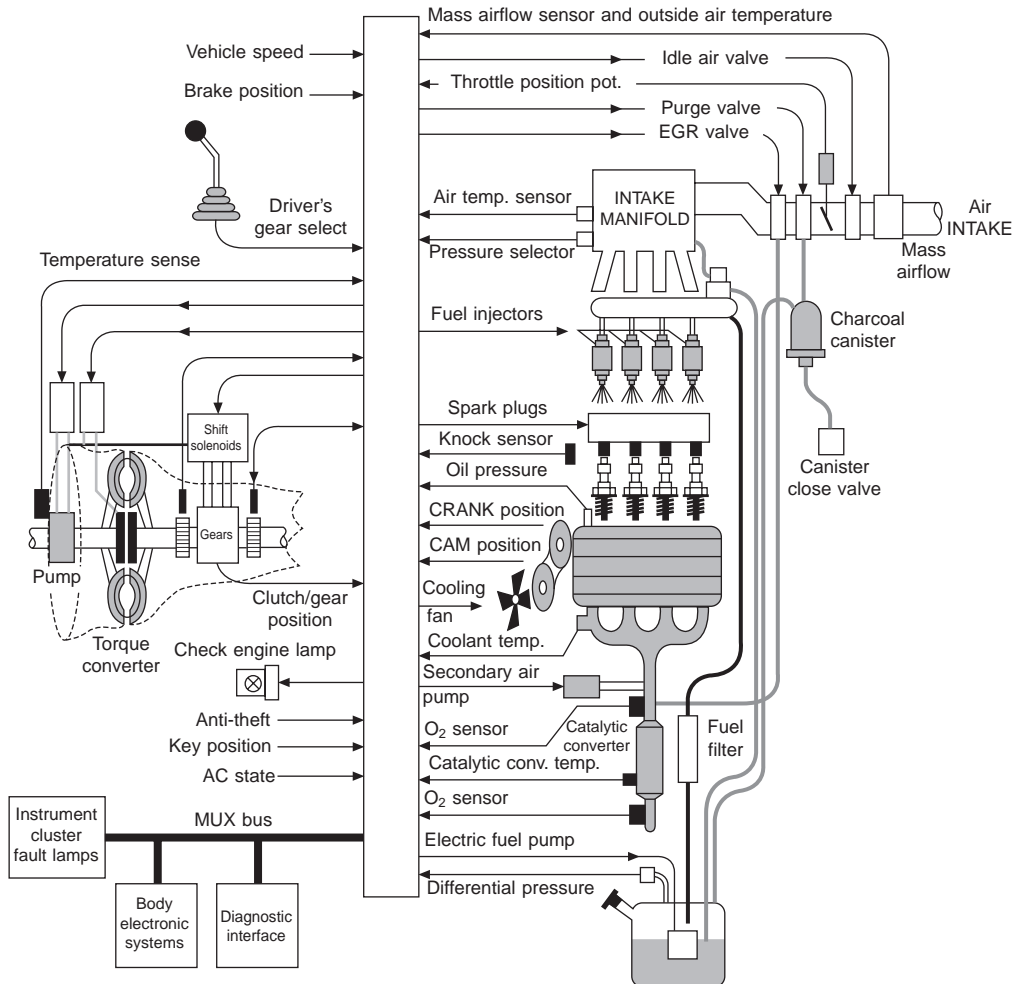 Mass airflow sensor and outside air temperature
Vehicle speed
Idle air valve
Brake position
Throttle position pot.
Purge valve
EGR valve
Driver's
gear select
Air temp. sensor
INTAKE
MANIFOLD
Air
INTAKE
Pressure selector
Mass
airflow
Temperature sense
Fuel injectors
Charcoal
canister
Shift
solenoids
Spark plugs
Knock sensor
Oil pressure
Canister
close valve
CRANK position
Gears
CAM position
Pump
Cooling
fan
Clutch/gear
position
Torque
converter
Coolant temp.
Check engine lamp
Secondary air
pump
Anti-theft
O2 sensor
Catalytic
converter
Fuel
filter
Key position
Catalytic conv. temp.
AC state
O2 sensor
Instrument
cluster
fault lamps
MUX bus
Electric fuel pump
Differential pressure
Body
electronic
systems
Diagnostic
interface